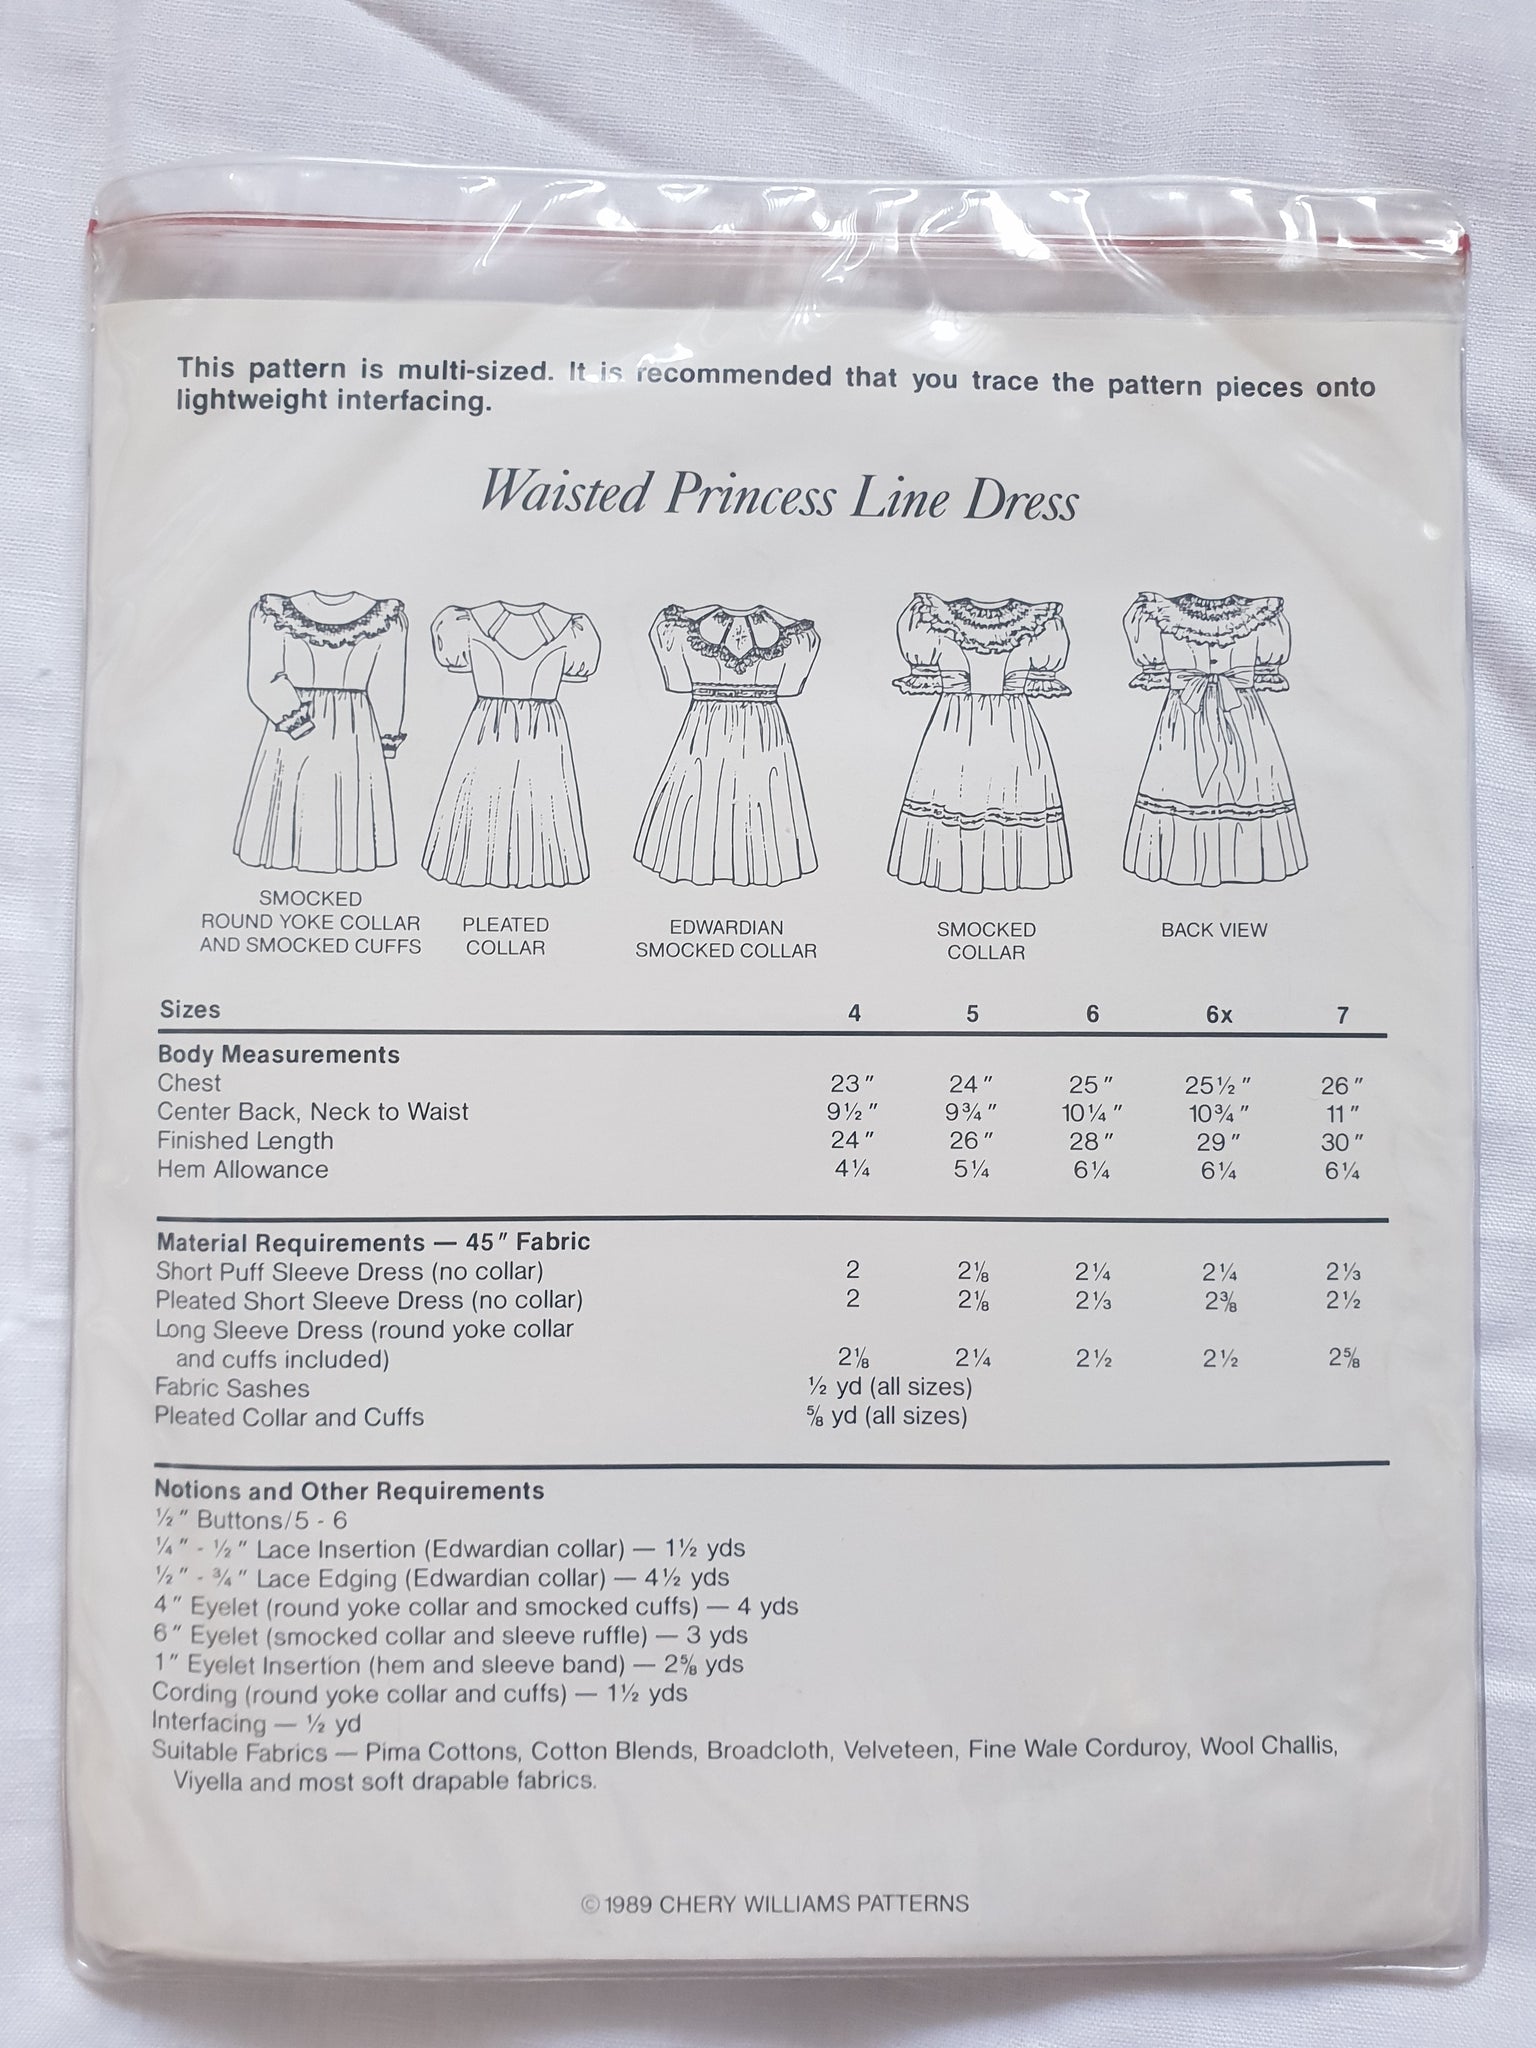 This pattern is multi-sized. It is recommended that you trace the pattern pieces onto
lightweight interfacing.
Waisted Princess Line Dress
SMOCKED
ROUND YOKE COLLAR
AND SMOCKED CUFFS
PLEATED
COLLAR
EDWARDIAN
SMOCKED COLLAR
SMOCKED
COLLAR
BACK VIEW
Sizes 4 5 6 6x 7
Body Measurements
Chest 23" 24" 25" 25½" 26"
Center Back, Neck to Waist 9½" 9¾" 10¼" 10¾" 11"
Finished Length 24" 26" 28" 29" 30"
Hem Allowance 4¼ 5¼ 6¼ 6¼ 6¼
Material Requirements — 45" Fabric
Short Puff Sleeve Dress (no collar) 2 2⅛ 2¼ 2¼ 2⅓
Pleated Short Sleeve Dress (no collar) 2 2⅛ 2⅓ 2⅜ 2½
Long Sleeve Dress (round yoke collar
and cuffs included) 2⅛ 2¼ 2½ 2½ 2⅝
Fabric Sashes ½ yd (all sizes)
Pleated Collar and Cuffs ⅝ yd (all sizes)
Notions and Other Requirements
½" Buttons/5 - 6
¼" - ½" Lace Insertion (Edwardian collar) — 1½ yds
½" - ¾" Lace Edging (Edwardian collar) — 4½ yds
4" Eyelet (round yoke collar and smocked cuffs) — 4 yds
6" Eyelet (smocked collar and sleeve ruffle) — 3 yds
1" Eyelet Insertion (hem and sleeve band) — 2⅝ yds
Cording (round yoke collar and cuffs) — 1½ yds
Interfacing — ½ yd
Suitable Fabrics — Pima Cottons, Cotton Blends, Broadcloth, Velveteen, Fine Wale Corduroy, Wool Challis,
Viyella and most soft drapable fabrics.
©1989 CHERY WILLIAMS PATTERNS